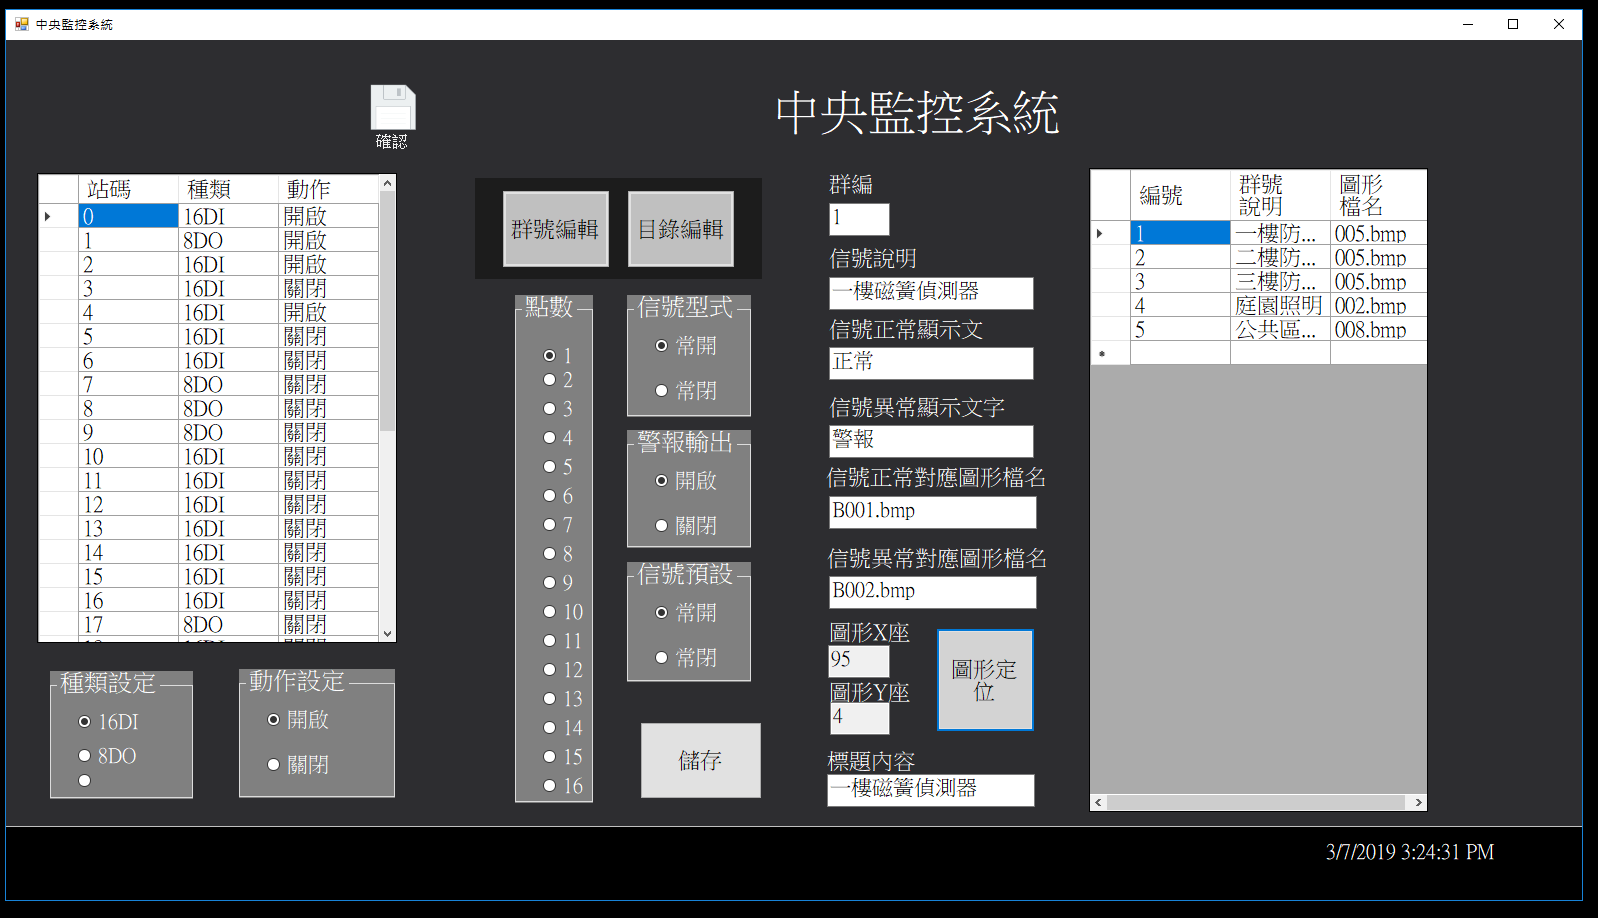 中央監控系統
中央監控系統
確認
站碼 種類 動作
0 16DI 開啟
1 8DO 開啟
2 16DI 開啟
3 16DI 關閉
4 16DI 開啟
5 16DI 關閉
6 16DI 關閉
7 8DO 關閉
8 8DO 關閉
9 8DO 關閉
10 16DI 關閉
11 16DI 關閉
12 16DI 關閉
13 16DI 關閉
14 16DI 關閉
15 16DI 關閉
16 16DI 關閉
17 8DO 關閉
種類設定
16DI
8DO
動作設定
開啟
關閉
群號編輯
目錄編輯
點數
1
2
3
4
5
6
7
8
9
10
11
12
13
14
15
16
信號型式
常開
常閉
警報輸出
開啟
關閉
信號預設
常開
常閉
儲存
群編
1
信號說明
一樓磁簧偵測器
信號正常顯示文
正常
信號異常顯示文字
警報
信號正常對應圖形檔名
B001.bmp
信號異常對應圖形檔名
B002.bmp
圖形X座
95
圖形Y座
4
圖形定
位
標題內容
一樓磁簧偵測器
編號 群號 圖形
說明 檔名
1 一樓防... 005.bmp
2 二樓防... 005.bmp
3 三樓防... 005.bmp
4 庭園照明 002.bmp
5 公共區... 008.bmp
3/7/2019 3:24:31 PM